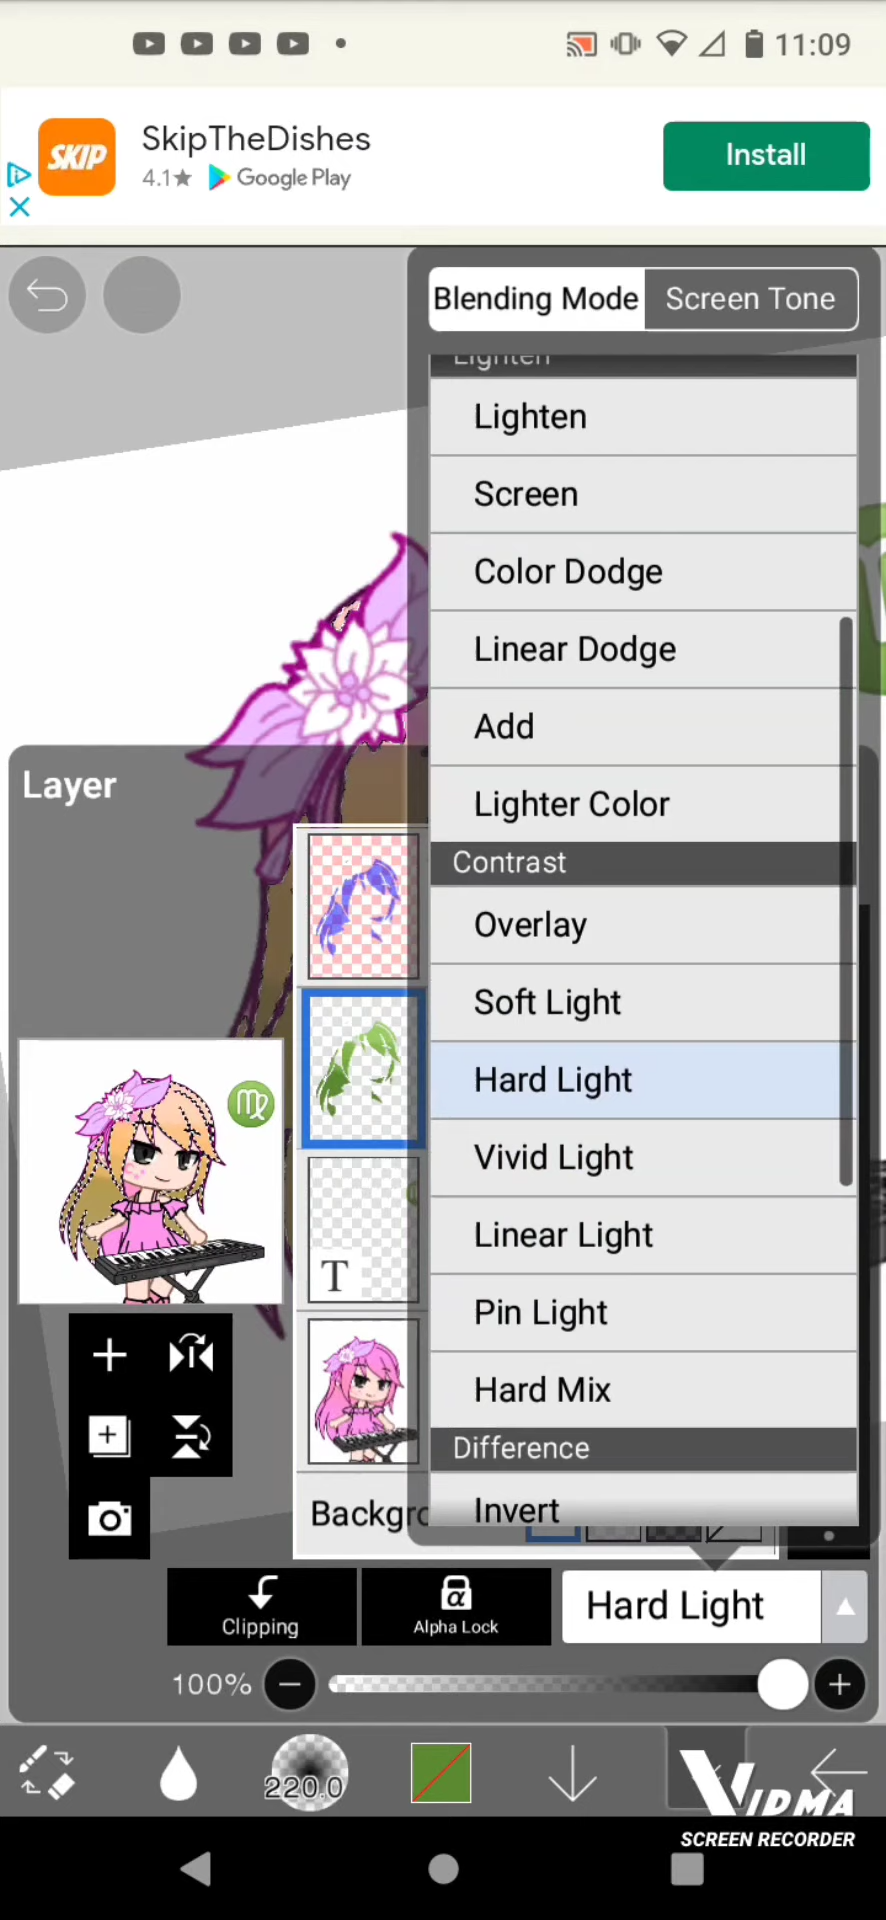 11:09
SkipTheDishes
SKIP
4.1★ Google Play
Install
Blending Mode
Screen Tone
Lighten
Lighten
Screen
Color Dodge
Linear Dodge
Add
Lighter Color
Contrast
Overlay
Soft Light
Hard Light
Vivid Light
Linear Light
Pin Light
Hard Mix
Difference
Invert
Layer
T
Backgro
Clipping
Alpha Lock
Hard Light
100%
220.0
VIDMA
SCREEN RECORDER